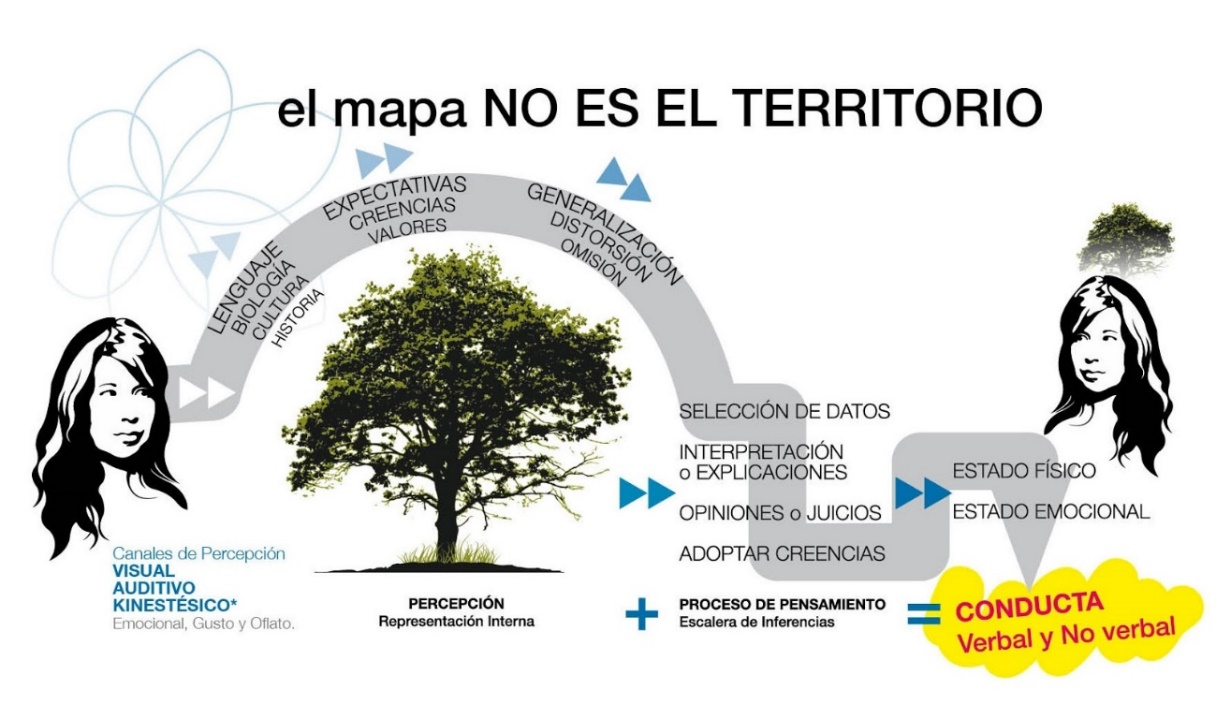 el mapa NO ES EL TERRITORIO
LENGUAJE
BIOLOGÍA
CULTURA
HISTORIA
EXPECTATIVAS
CREENCIAS
VALORES
GENERALIZACIÓN
DISTORSIÓN
OMISIÓN
Canales de Percepción
VISUAL
AUDITIVO
KINESTÉSICO*
Emocional, Gusto y Oflato.
PERCEPCIÓN
Representación Interna
+
SELECCIÓN DE DATOS
INTERPRETACIÓN
o EXPLICACIONES
OPINIONES o JUICIOS
ADOPTAR CREENCIAS
PROCESO DE PENSAMIENTO
Escalera de Inferencias
=
ESTADO FÍSICO
ESTADO EMOCIONAL
CONDUCTA
Verbal y No verbal